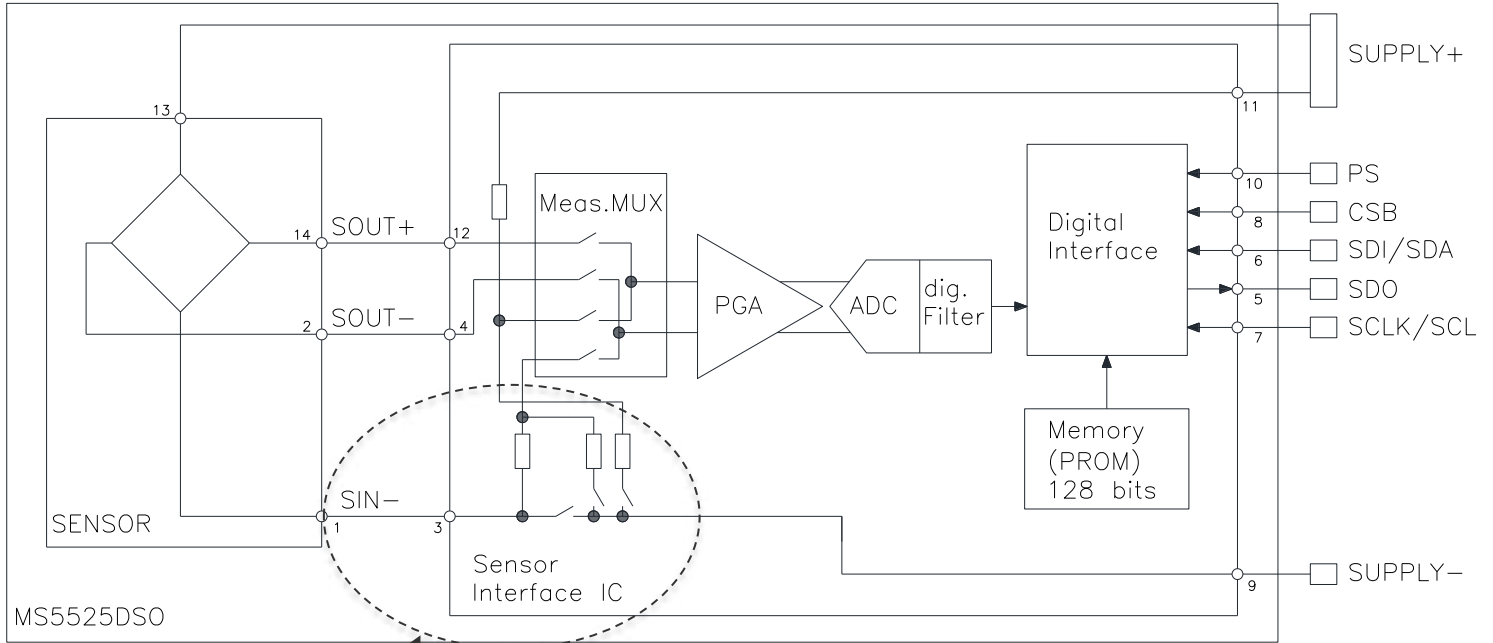 SUPPLY+
13
11
PS
10
Meas.MUX
CSB
8
SOUT+
14
12
Digital
Interface
SDI/SDA
6
SDO
5
PGA
ADC
dig.
Filter
SOUT-
2
4
SCLK/SCL
7
Memory
(PROM)
128 bits
SIN-
SENSOR
1
3
Sensor
Interface IC
SUPPLY-
9
MS5525DSO